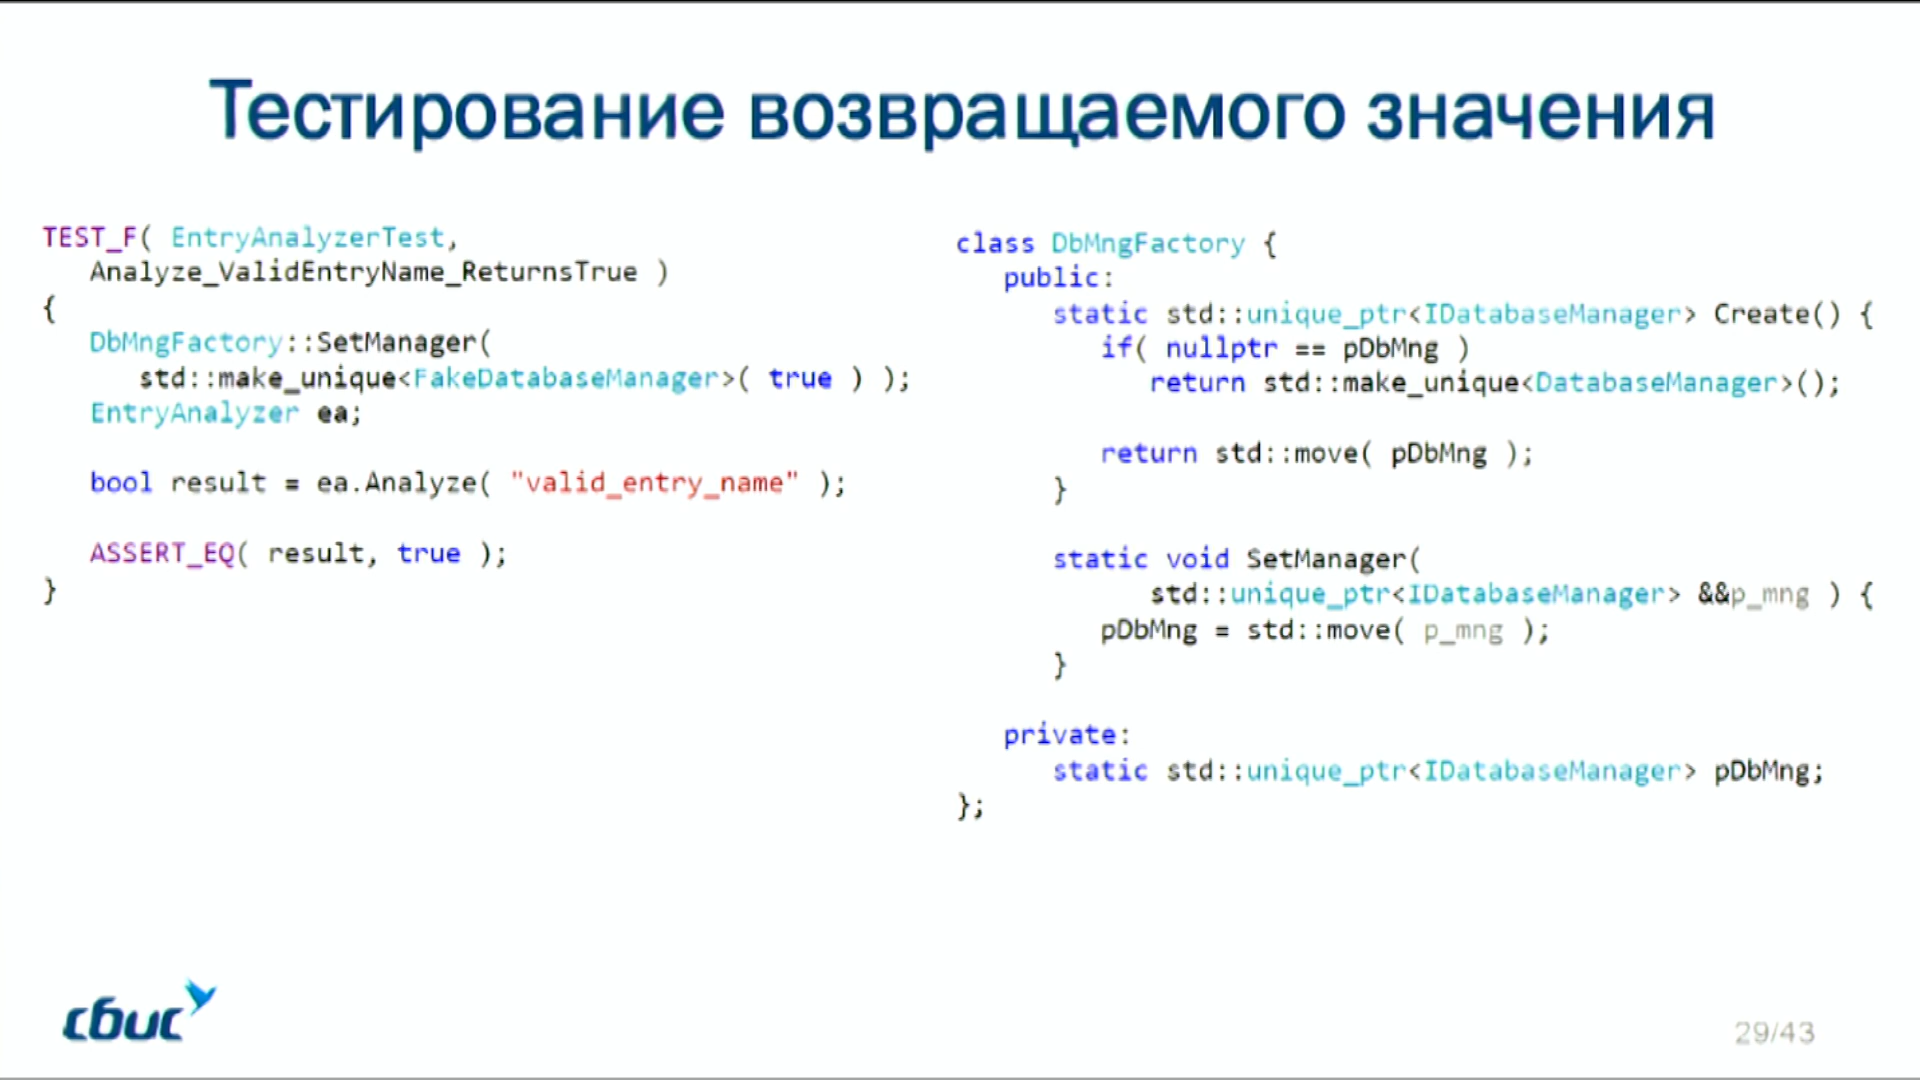 Тестирование возвращаемого значения
TEST_F( EntryAnalyzerTest,
Analyze_ValidEntryName_ReturnsTrue )
{
DbMngFactory::SetManager(
std::make_unique<FakeDatabaseManager>( true ) );
EntryAnalyzer ea;
bool result = ea.Analyze( "valid_entry_name" );
ASSERT_EQ( result, true );
}
class DbMngFactory {
public:
static std::unique_ptr<IDatabaseManager> Create() {
if( nullptr == pDbMng )
return std::make_unique<DatabaseManager>();
return std::move( pDbMng );
}
static void SetManager(
std::unique_ptr<IDatabaseManager> &&p_mng ) {
pDbMng = std::move( p_mng );
}
private:
static std::unique_ptr<IDatabaseManager> pDbMng;
};
сбис
29/43